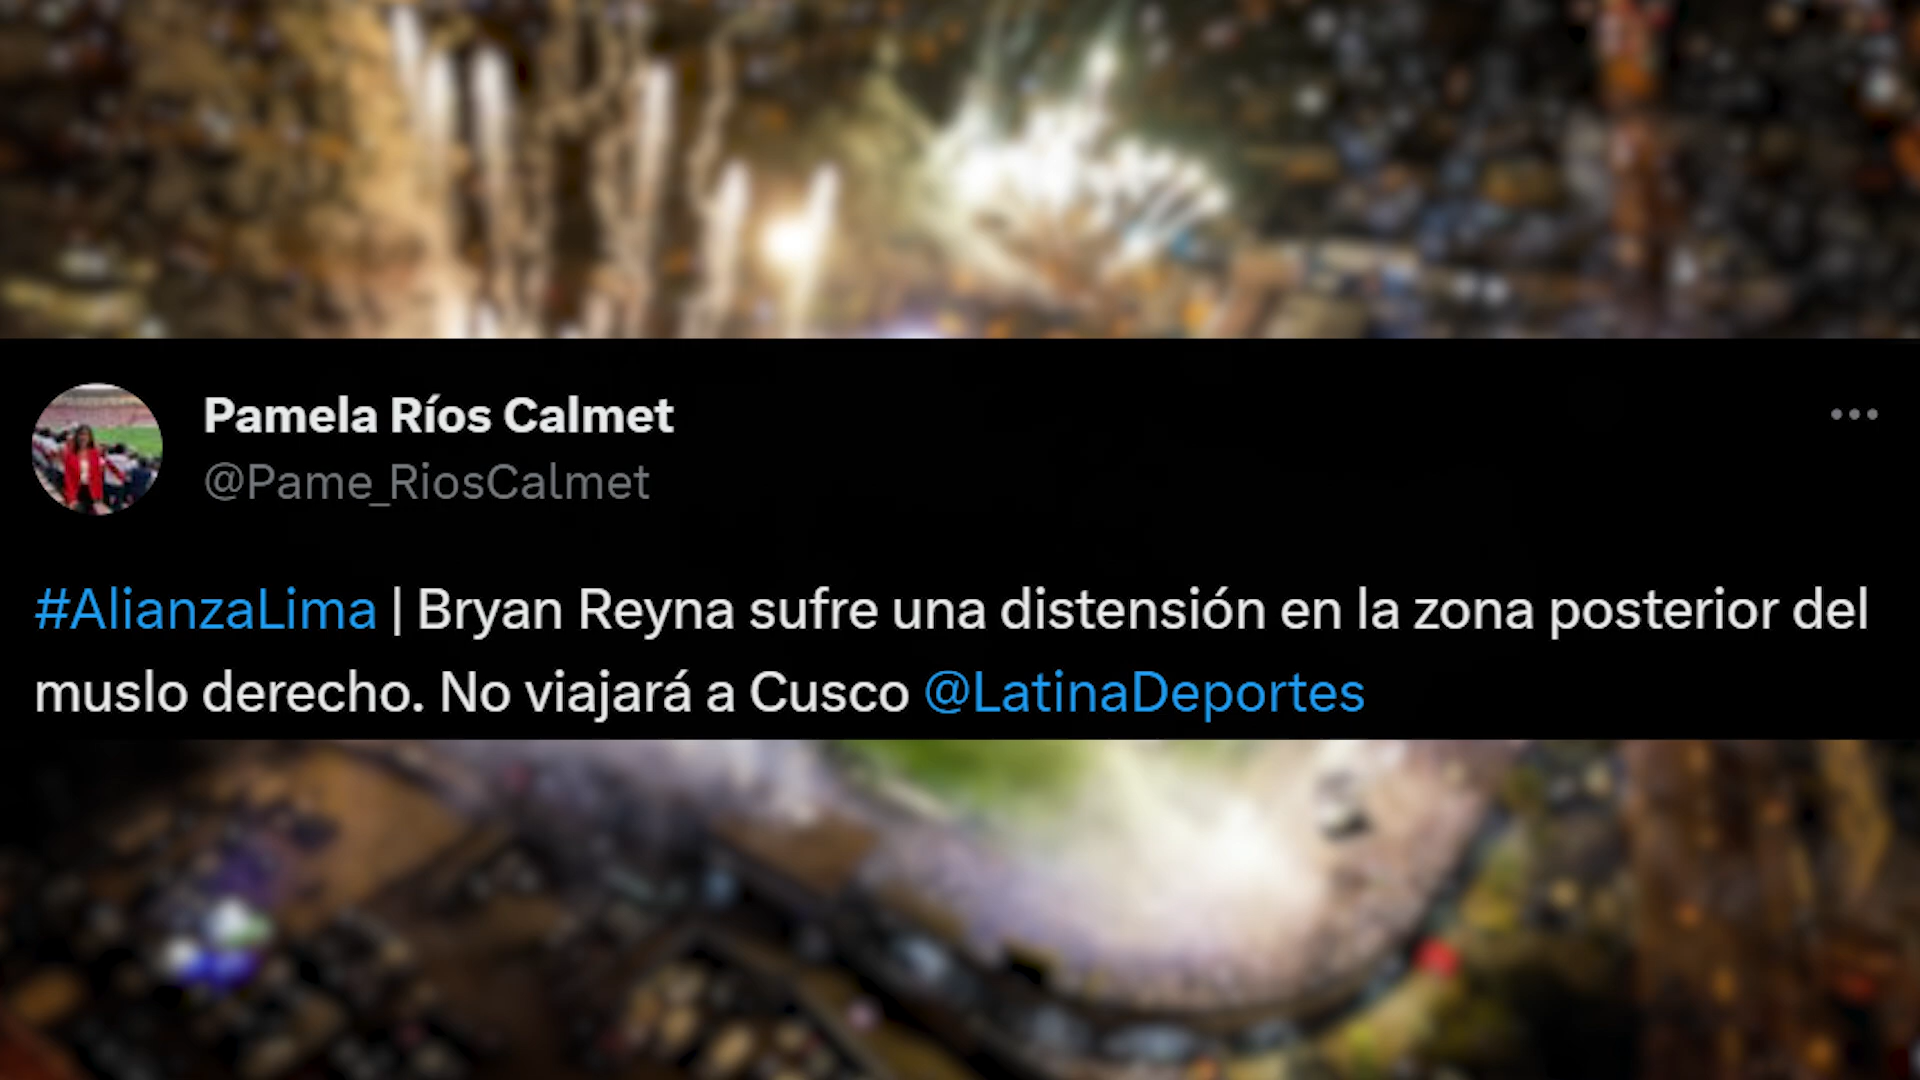 Pamela Ríos Calmet
@Pame_RiosCalmet
#AlianzaLima | Bryan Reyna sufre una distensión en la zona posterior del
muslo derecho. No viajará a Cusco @LatinaDeportes